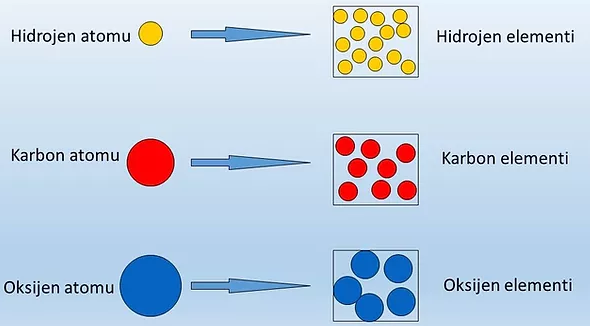 Hidrojen atomu
Hidrojen elementi
Karbon atomu
Karbon elementi
Oksijen atomu
Oksijen elementi